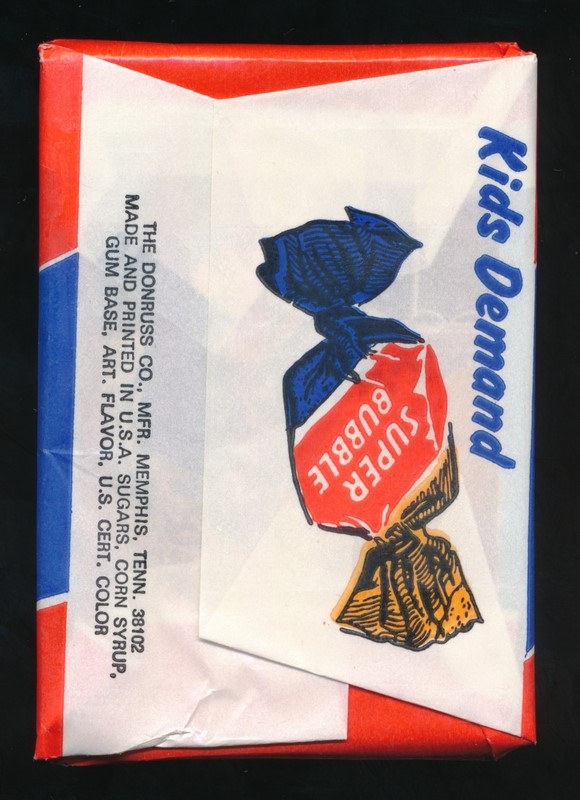 Kids Demand
SUPER
BUBBLE
THE DONRUSS CO., MFR. MEMPHIS, TENN. 38102
MADE AND PRINTED IN U.S.A. SUGARS, CORN SYRUP,
GUM BASE, ART. FLAVOR, U.S. CERT. COLOR